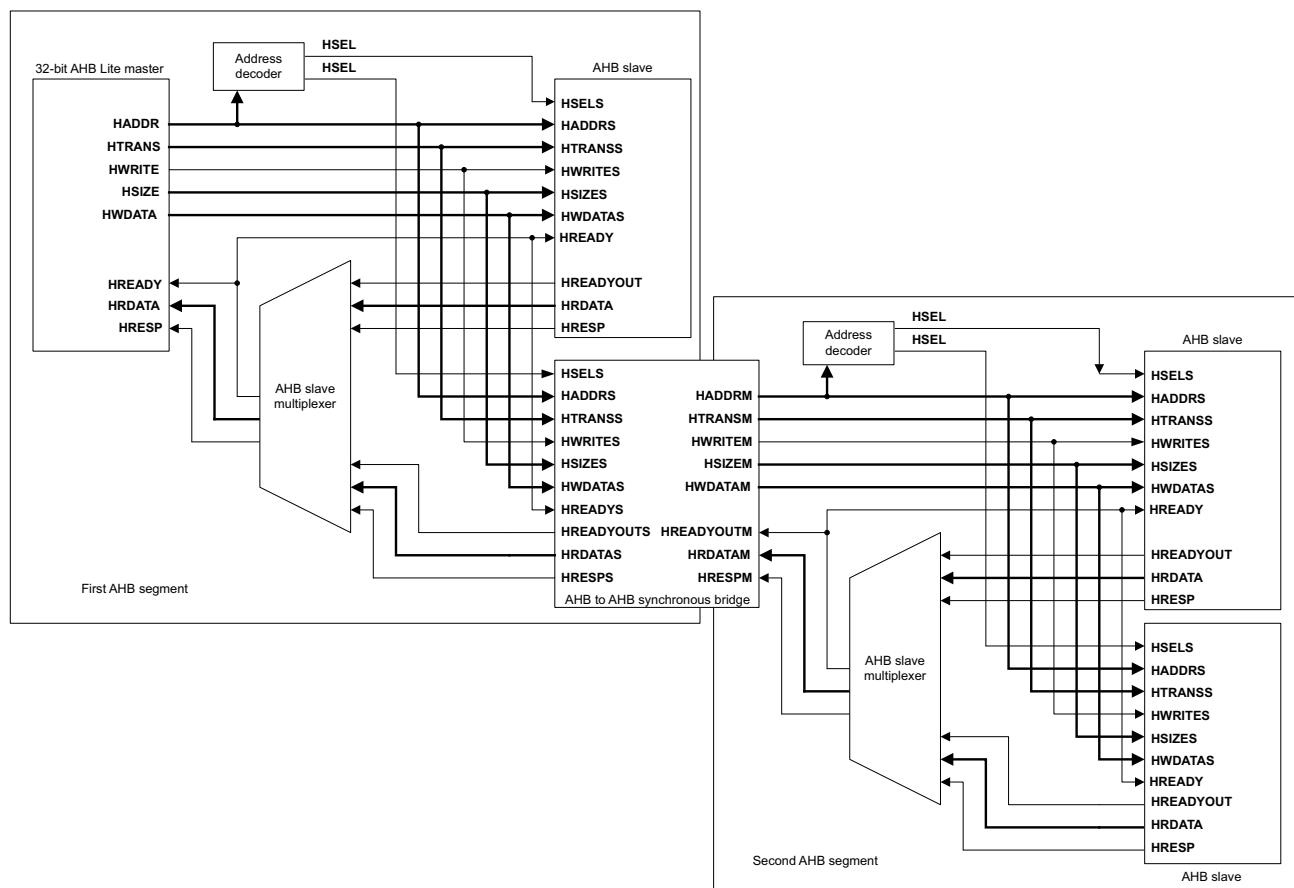 HSEL
Address
decoder
HSEL
32-bit AHB Lite master
AHB slave
HADDR
HTRANS
HWRITE
HSIZE
HWDATA
HREADY
HRDATA
HRESP
HSELS
HADDRS
HTRANSS
HWRITES
HSIZES
HWDATAS
HREADY
HREADYOUT
HRDATA
HRESP
AHB slave
multiplexer
HSELS
HADDRS
HTRANSS
HWRITES
HSIZES
HWDATAS
HREADYS
HREADYOUTS
HRDATAS
HRESPS
HADDRM
HTRANSM
HWRITEM
HSIZEM
HWDATAM
HREADYOUTM
HRDATAM
HRESPM
AHB to AHB synchronous bridge
First AHB segment
HSEL
Address
decoder
HSEL
AHB slave
HSELS
HADDRS
HTRANSS
HWRITES
HSIZES
HWDATAS
HREADY
HREADYOUT
HRDATA
HRESP
AHB slave
multiplexer
HSELS
HADDRS
HTRANSS
HWRITES
HSIZES
HWDATAS
HREADY
HREADYOUT
HRDATA
HRESP
Second AHB segment
AHB slave